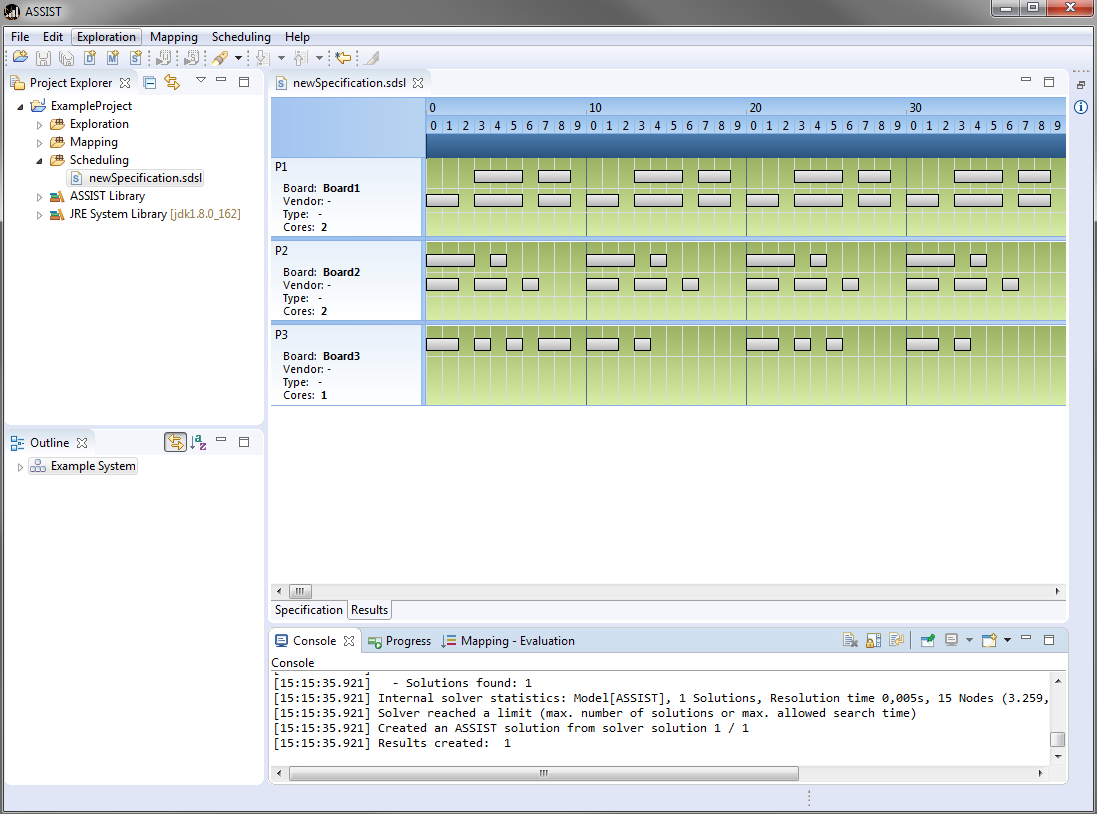 ASSIST
File Edit Exploration Mapping Scheduling Help
Project Explorer
ExampleProject
Exploration
Mapping
Scheduling
newSpecification.sdsl
ASSIST Library
JRE System Library [jdk1.8.0_162]
Outline
Example System
newSpecification.sdsl
0 10 20 30
0 1 2 3 4 5 6 7 8 9 0 1 2 3 4 5 6 7 8 9 0 1 2 3 4 5 6 7 8 9 0 1 2 3 4 5 6 7 8 9
P1
Board: Board1
Vendor: -
Type: -
Cores: 2
P2
Board: Board2
Vendor: -
Type: -
Cores: 2
P3
Board: Board3
Vendor: -
Type: -
Cores: 1
Specification Results
Console Progress Mapping - Evaluation
Console
[15:15:35.921] - Solutions found: 1
[15:15:35.921] Internal solver statistics: Model[ASSIST], 1 Solutions, Resolution time 0,005s, 15 Nodes (3.259,
[15:15:35.921] Solver reached a limit (max. number of solutions or max. allowed search time)
[15:15:35.921] Created an ASSIST solution from solver solution 1 / 1
[15:15:35.921] Results created: 1